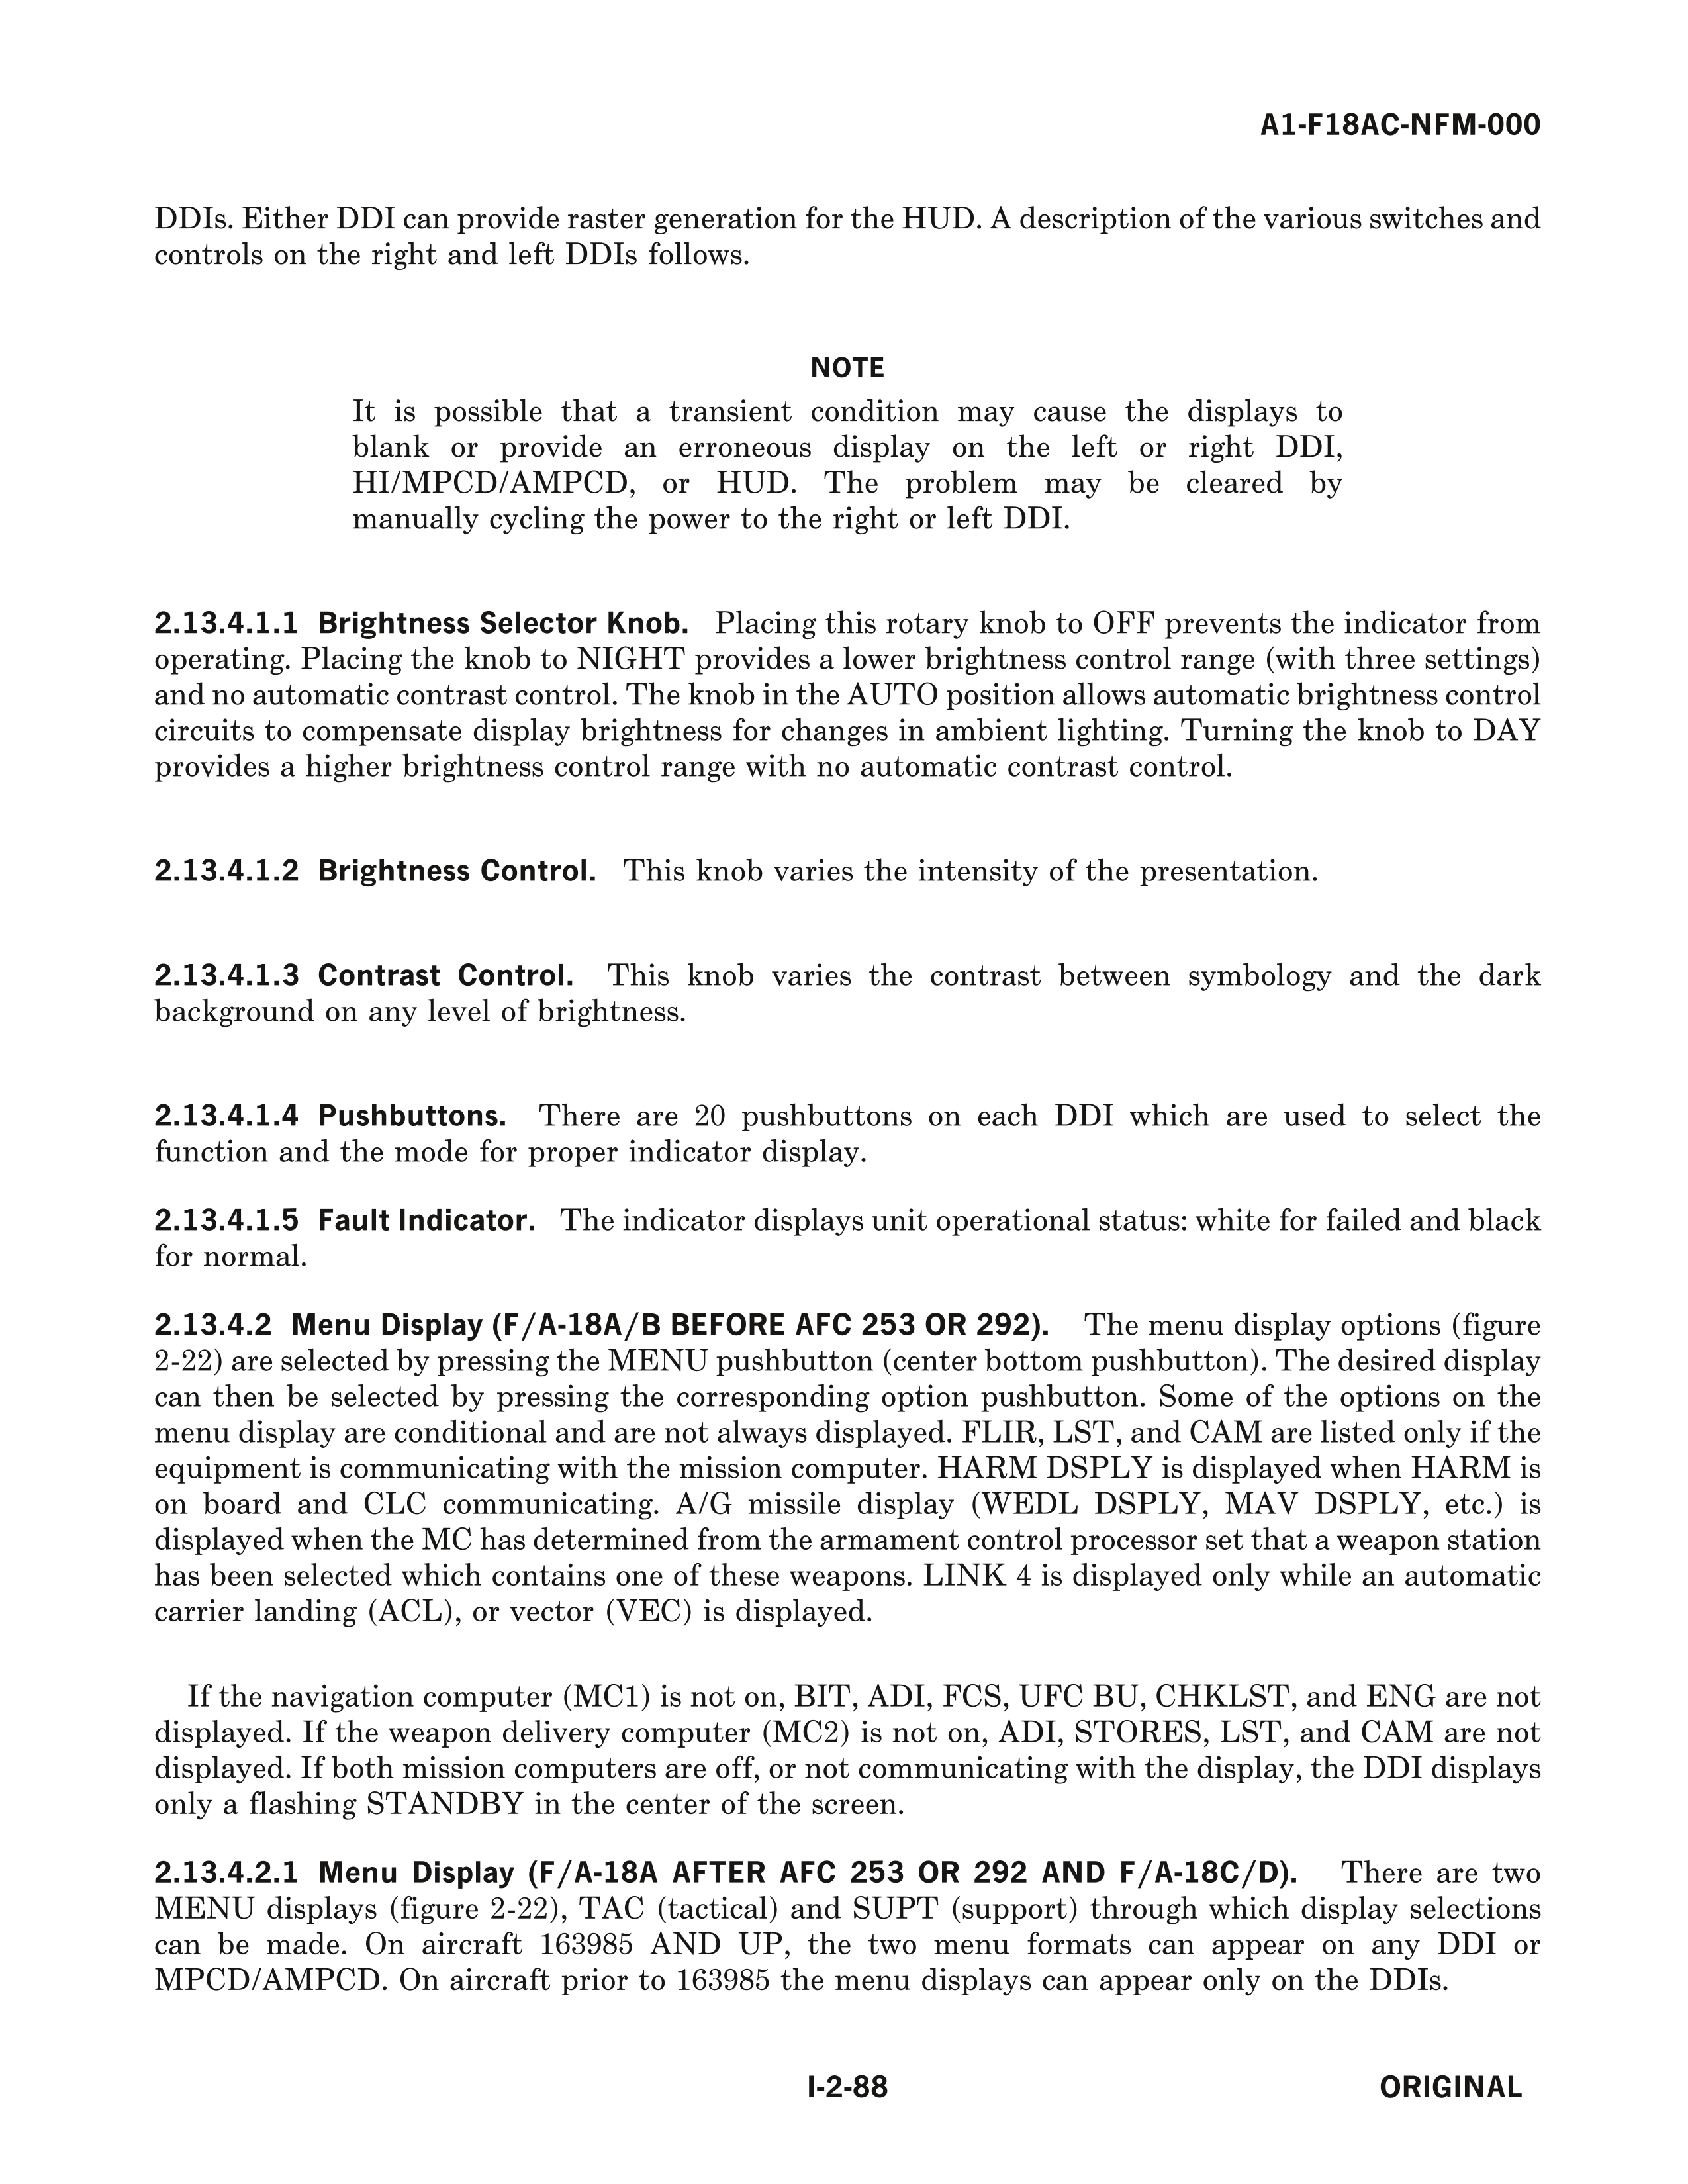 A1-F18AC-NFM-000
DDIs. Either DDI can provide raster generation for the HUD. A description of the various switches and
controls on the right and left DDIs follows.
NOTE
It is possible that a transient condition may cause the displays to
blank or provide an erroneous display on the left or right DDI,
HI/MPCD/AMPCD, or HUD. The problem may be cleared by
manually cycling the power to the right or left DDI.
2.13.4.1.1 Brightness Selector Knob. Placing this rotary knob to OFF prevents the indicator from
operating. Placing the knob to NIGHT provides a lower brightness control range (with three settings)
and no automatic contrast control. The knob in the AUTO position allows automatic brightness control
circuits to compensate display brightness for changes in ambient lighting. Turning the knob to DAY
provides a higher brightness control range with no automatic contrast control.
2.13.4.1.2 Brightness Control. This knob varies the intensity of the presentation.
2.13.4.1.3 Contrast Control. This knob varies the contrast between symbology and the dark
background on any level of brightness.
2.13.4.1.4 Pushbuttons. There are 20 pushbuttons on each DDI which are used to select the
function and the mode for proper indicator display.
2.13.4.1.5 Fault Indicator. The indicator displays unit operational status: white for failed and black
for normal.
2.13.4.2 Menu Display (F/A-18A/B BEFORE AFC 253 OR 292). The menu display options (figure
2-22) are selected by pressing the MENU pushbutton (center bottom pushbutton). The desired display
can then be selected by pressing the corresponding option pushbutton. Some of the options on the
menu display are conditional and are not always displayed. FLIR, LST, and CAM are listed only if the
equipment is communicating with the mission computer. HARM DSPLY is displayed when HARM is
on board and CLC communicating. A/G missile display (WEDL DSPLY, MAV DSPLY, etc.) is
displayed when the MC has determined from the armament control processor set that a weapon station
has been selected which contains one of these weapons. LINK 4 is displayed only while an automatic
carrier landing (ACL), or vector (VEC) is displayed.
If the navigation computer (MC1) is not on, BIT, ADI, FCS, UFC BU, CHKLST, and ENG are not
displayed. If the weapon delivery computer (MC2) is not on, ADI, STORES, LST, and CAM are not
displayed. If both mission computers are off, or not communicating with the display, the DDI displays
only a flashing STANDBY in the center of the screen.
2.13.4.2.1 Menu Display (F/A-18A AFTER AFC 253 OR 292 AND F/A-18C/D). There are two
MENU displays (figure 2-22), TAC (tactical) and SUPT (support) through which display selections
can be made. On aircraft 163985 AND UP, the two menu formats can appear on any DDI or
MPCD/AMPCD. On aircraft prior to 163985 the menu displays can appear only on the DDIs.
I-2-88
ORIGINAL